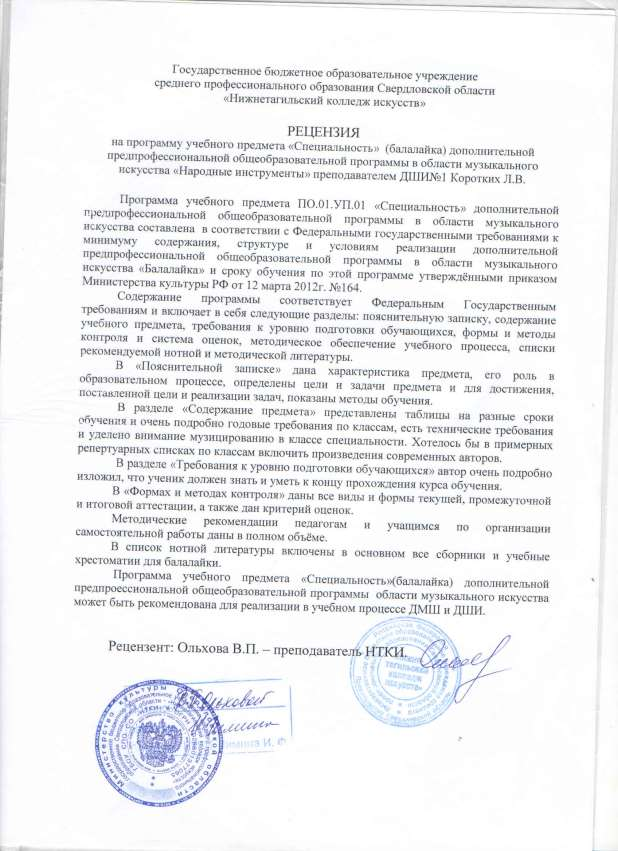 Государственное бюджетное образовательное учреждение
среднего профессионального образования Свердловской области
«Нижнетагильский колледж искусств»
РЕЦЕНЗИЯ
на программу учебного предмета «Специальность» (балалайка) дополнительной
предпрофессиональной общеобразовательной программы в области музыкального
искусства «Народные инструменты» преподавателем ДШИ№1 Коротких Л.В.
Программа учебного предмета ПО.01.УП.01 «Специальность» дополнительной
предпрофессиональной общеобразовательной программы в области музыкального
искусства составлена в соответствии с Федеральными государственными требованиями к
минимуму содержания, структуре и условиям реализации дополнительной
предпрофессиональной общеобразовательной программы в области музыкального
искусства «Балалайка» и сроку обучения по этой программе утверждёнными приказом
Министерства культуры РФ от 12 марта 2012г. №164.
Содержание программы соответствует Федеральным Государственным
требованиям и включает в себя следующие разделы: пояснительную записку, содержание
учебного предмета, требования к уровню подготовки обучающихся, формы и методы
контроля и система оценок, методическое обеспечение учебного процесса, списки
рекомендуемой нотной и методической литературы.
В «Пояснительной записке» дана характеристика предмета, его роль в
образовательном процессе, определены цели и задачи предмета и для достижения,
поставленной цели и реализации задач, показаны методы обучения.
В разделе «Содержание предмета» представлены таблицы на разные сроки
обучения и очень подробно годовые требования по классам, есть технические требования
и уделено внимание музицированию в классе специальности. Хотелось бы в примерных
репертуарных списках по классам включить произведения современных авторов.
В разделе «Требования к уровню подготовки обучающихся» автор очень подробно
изложил, что ученик должен знать и уметь к концу прохождения курса обучения.
В «Формах и методах контроля» даны все виды и формы текущей, промежуточной
и итоговой аттестации, а также дан критерий оценок.
Методические рекомендации педагогам и учащимся по организации
самостоятельной работы даны в полном объёме.
В список нотной литературы включены в основном все сборники и учебные
хрестоматии для балалайки.
Программа учебного предмета «Специальность»(балалайка) дополнительной
предпроессиональной общеобразовательной программы области музыкального искусства
может быть рекомендована для реализации в учебном процессе ДМШ и ДШИ.
Рецензент: Ольхова В.П. – преподаватель НТКИ.
тагильский
колледж
искусств»
Министерство культуры
области